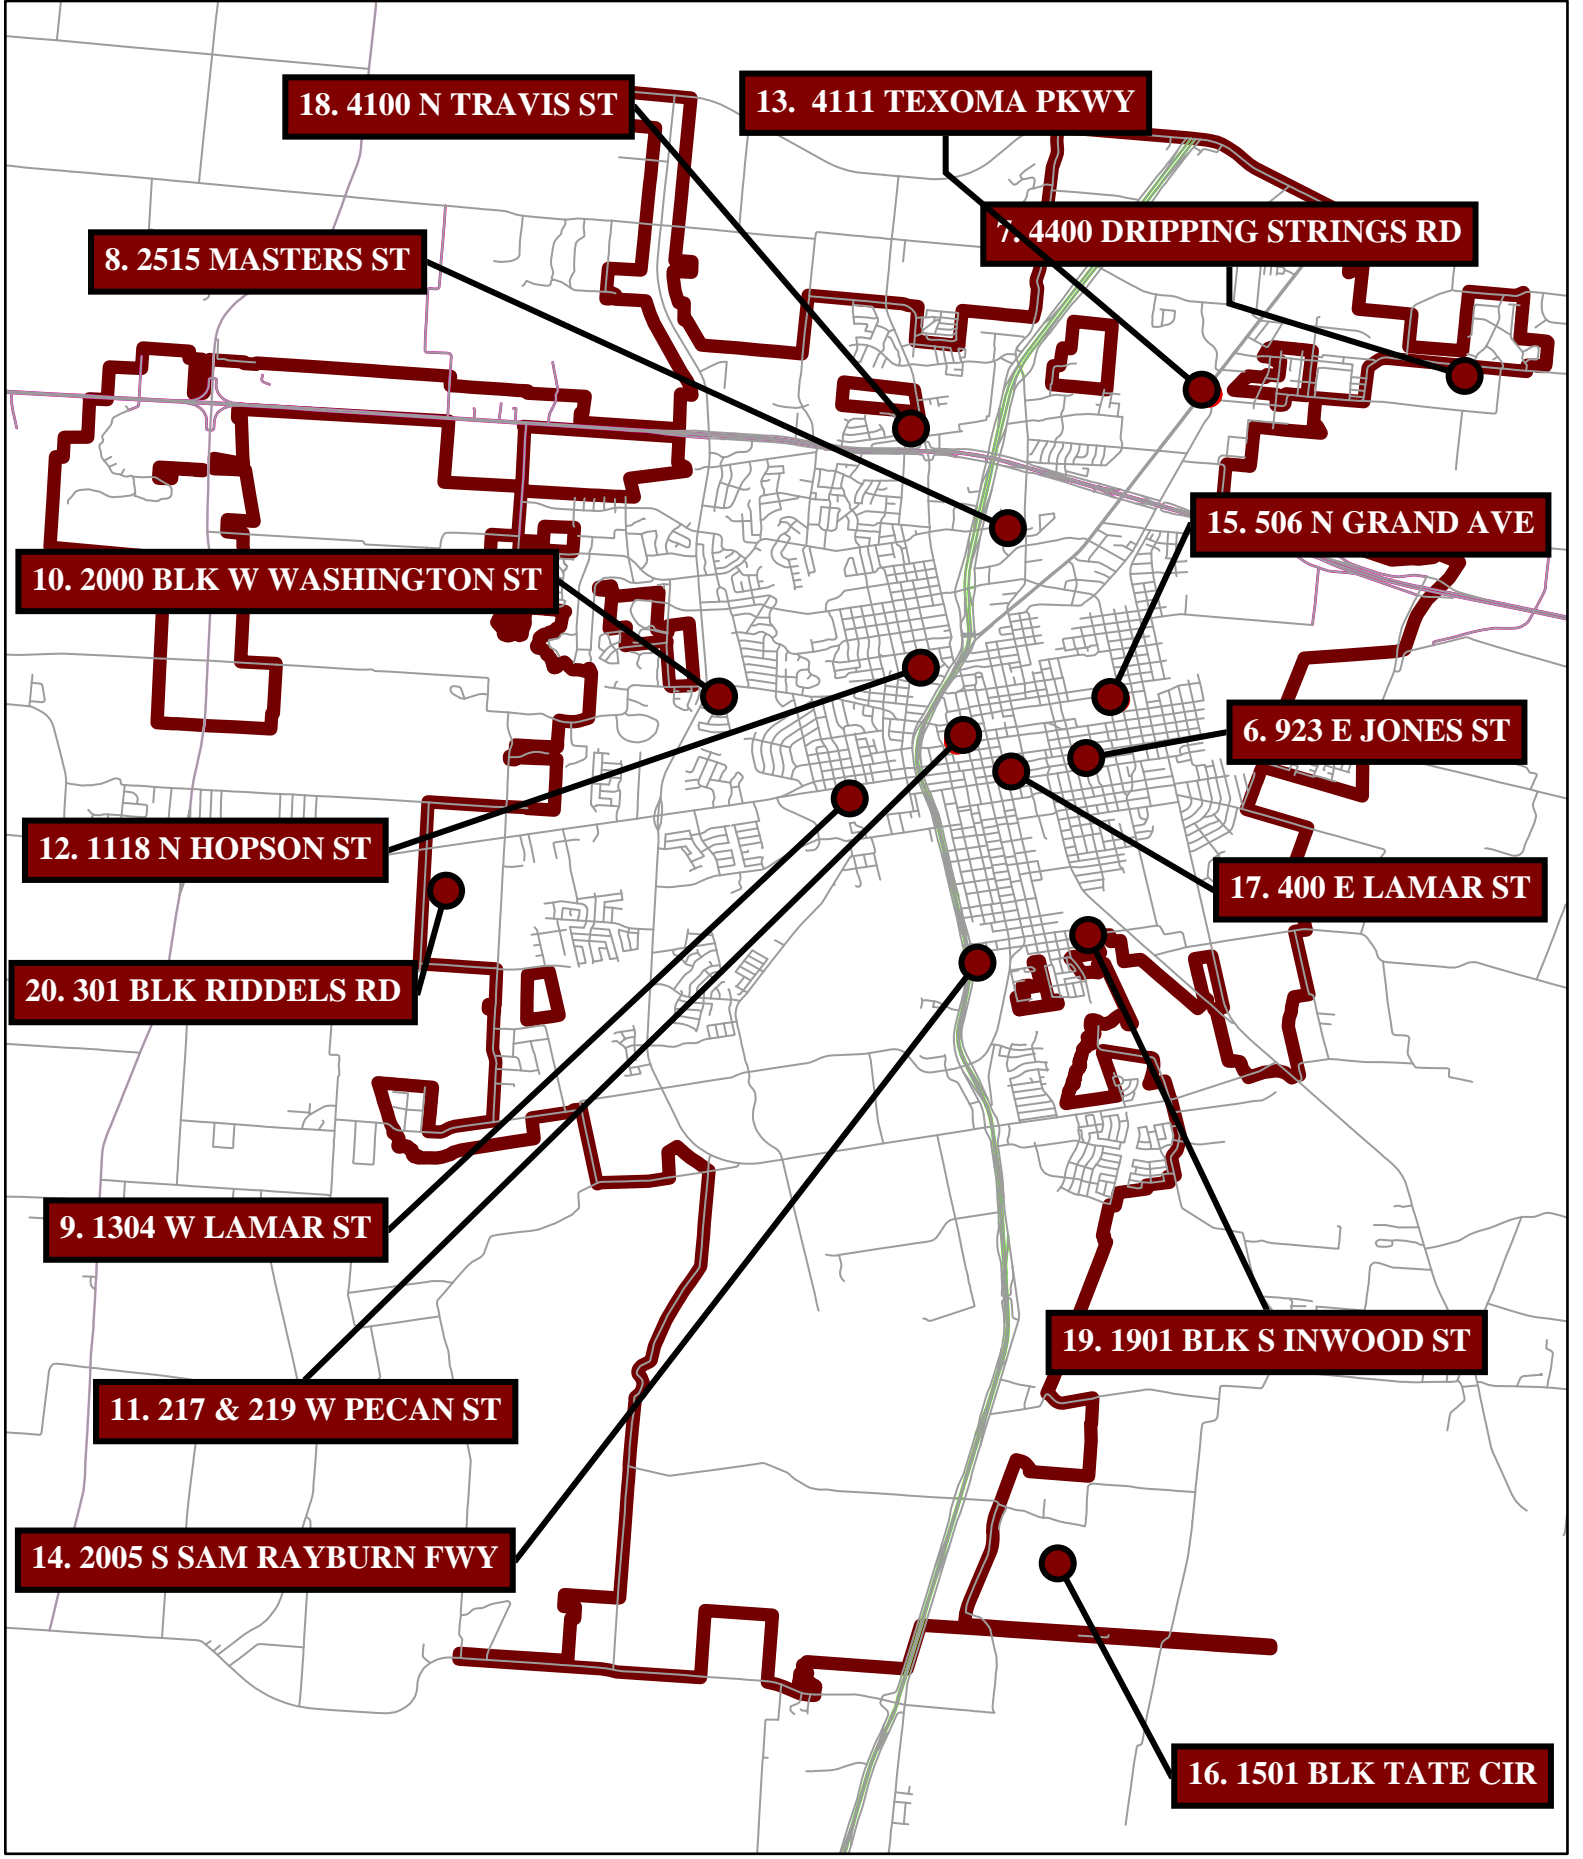 18. 4100 N TRAVIS ST
13. 4111 TEXOMA PKWY
7. 4400 DRIPPING STRINGS RD
8. 2515 MASTERS ST
15. 506 N GRAND AVE
10. 2000 BLK W WASHINGTON ST
6. 923 E JONES ST
12. 1118 N HOPSON ST
17. 400 E LAMAR ST
20. 301 BLK RIDDELS RD
9. 1304 W LAMAR ST
19. 1901 BLK S INWOOD ST
11. 217 & 219 W PECAN ST
14. 2005 S SAM RAYBURN FWY
16. 1501 BLK TATE CIR